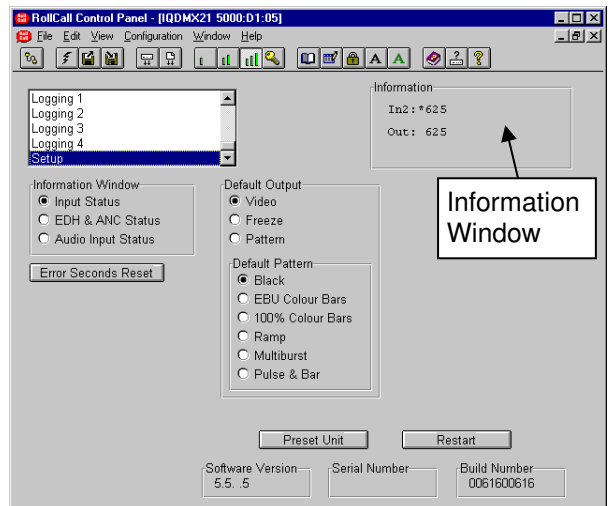 RollCall Control Panel - [IQDMX21 5000:D1:05]
File Edit View Configuration Window Help
A A
Logging 1
Logging 2
Logging 3
Logging 4
Setup
Information
In2:*625
Out: 625
Information Window
Information Window
Input Status
EDH & ANC Status
Audio Input Status
Error Seconds Reset
Default Output
Video
Freeze
Pattern
Default Pattern
Black
EBU Colour Bars
100% Colour Bars
Ramp
Multiburst
Pulse & Bar
Preset Unit
Restart
Software Version
5.5. .5
Serial Number
Build Number
0061600616